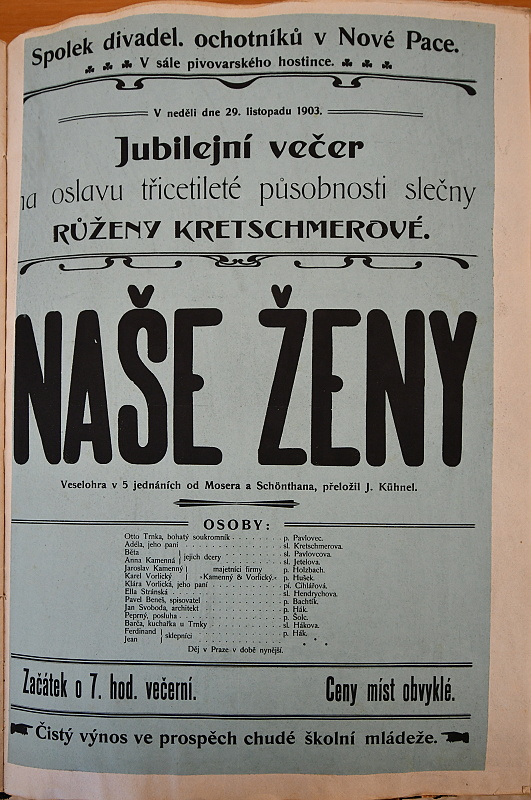 Spolek divadel. ochotníků v Nové Pace.
V sále pivovarského hostince.
V neděli dne 29. listopadu 1903.
Jubilejní večer
na oslavu třicetileté působnosti slečny
RŮŽENY KRETSCHMEROVÉ.
NAŠE ŽENY
Veselohra v 5 jednáních od Mosera a Schönthana, přeložil J. Kühnel.
OSOBY:
Otto Trnka, bohatý soukromník . . . . . . . . p. Pavlovec.
Adéla, jeho paní . . . . . . . . sl. Kretschmerova.
Běta } jejich dcery . . . . . . . . sl. Pavlovcova.
Anna Kamenná } . . . . . . . . sl. Jetelova.
Jaroslav Kamenný } majetníci firmy p. Holzbach.
Karel Vorlický } »Kamenný & Vorlický.« p. Hušek.
Klára Vorlická, jeho paní . . . . . . . . pí. Cihlářová.
Ella Stránská . . . . . . . . sl. Hendrychova.
Pavel Beneš, spisovatel . . . . . . . . p. Bachtík.
Jan Svoboda, architekt . . . . . . . . p. Hák.
Peprný, posluha . . . . . . . . p. Šolc.
Barča, kuchařka u Trnky . . . . . . . . sl. Hákova.
Ferdinand } sklepníci . . . . . . . . p. Hák.
Jean } . . . . . . . . * * *
Děj v Praze v době nynější.
Začátek o 7. hod. večerní. Ceny míst obvyklé.
Čistý výnos ve prospěch chudé školní mládeže.